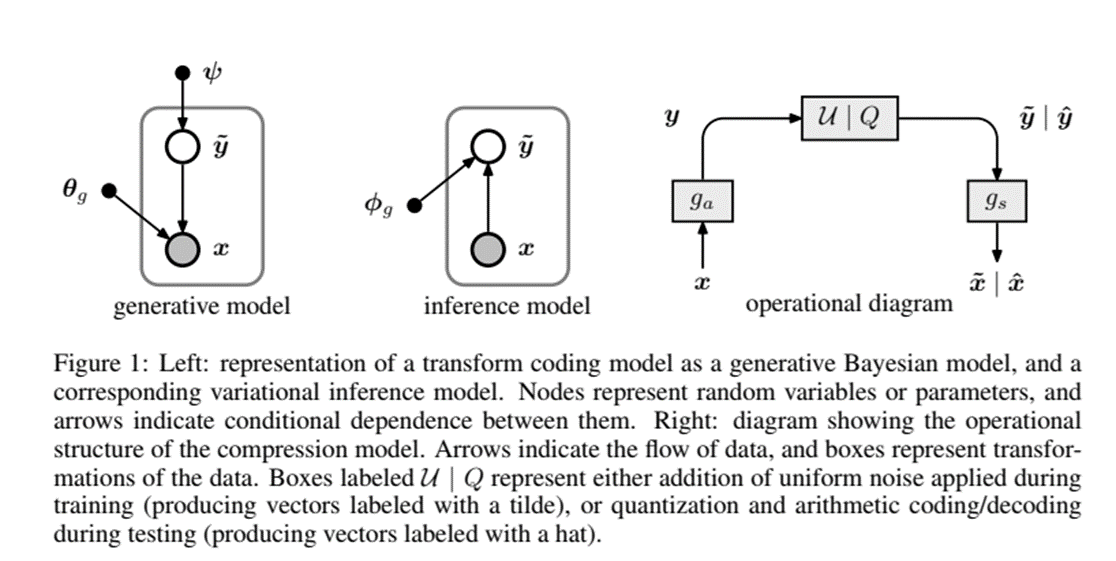 ψ
ỹ
θg
x
generative model
ỹ
ϕg
x
inference model
y
U | Q
ỹ | ŷ
ga
gs
x
x̃ | x̂
operational diagram
Figure 1: Left: representation of a transform coding model as a generative Bayesian model, and a
corresponding variational inference model. Nodes represent random variables or parameters, and
arrows indicate conditional dependence between them. Right: diagram showing the operational
structure of the compression model. Arrows indicate the flow of data, and boxes represent transfor-
mations of the data. Boxes labeled U | Q represent either addition of uniform noise applied during
training (producing vectors labeled with a tilde), or quantization and arithmetic coding/decoding
during testing (producing vectors labeled with a hat).